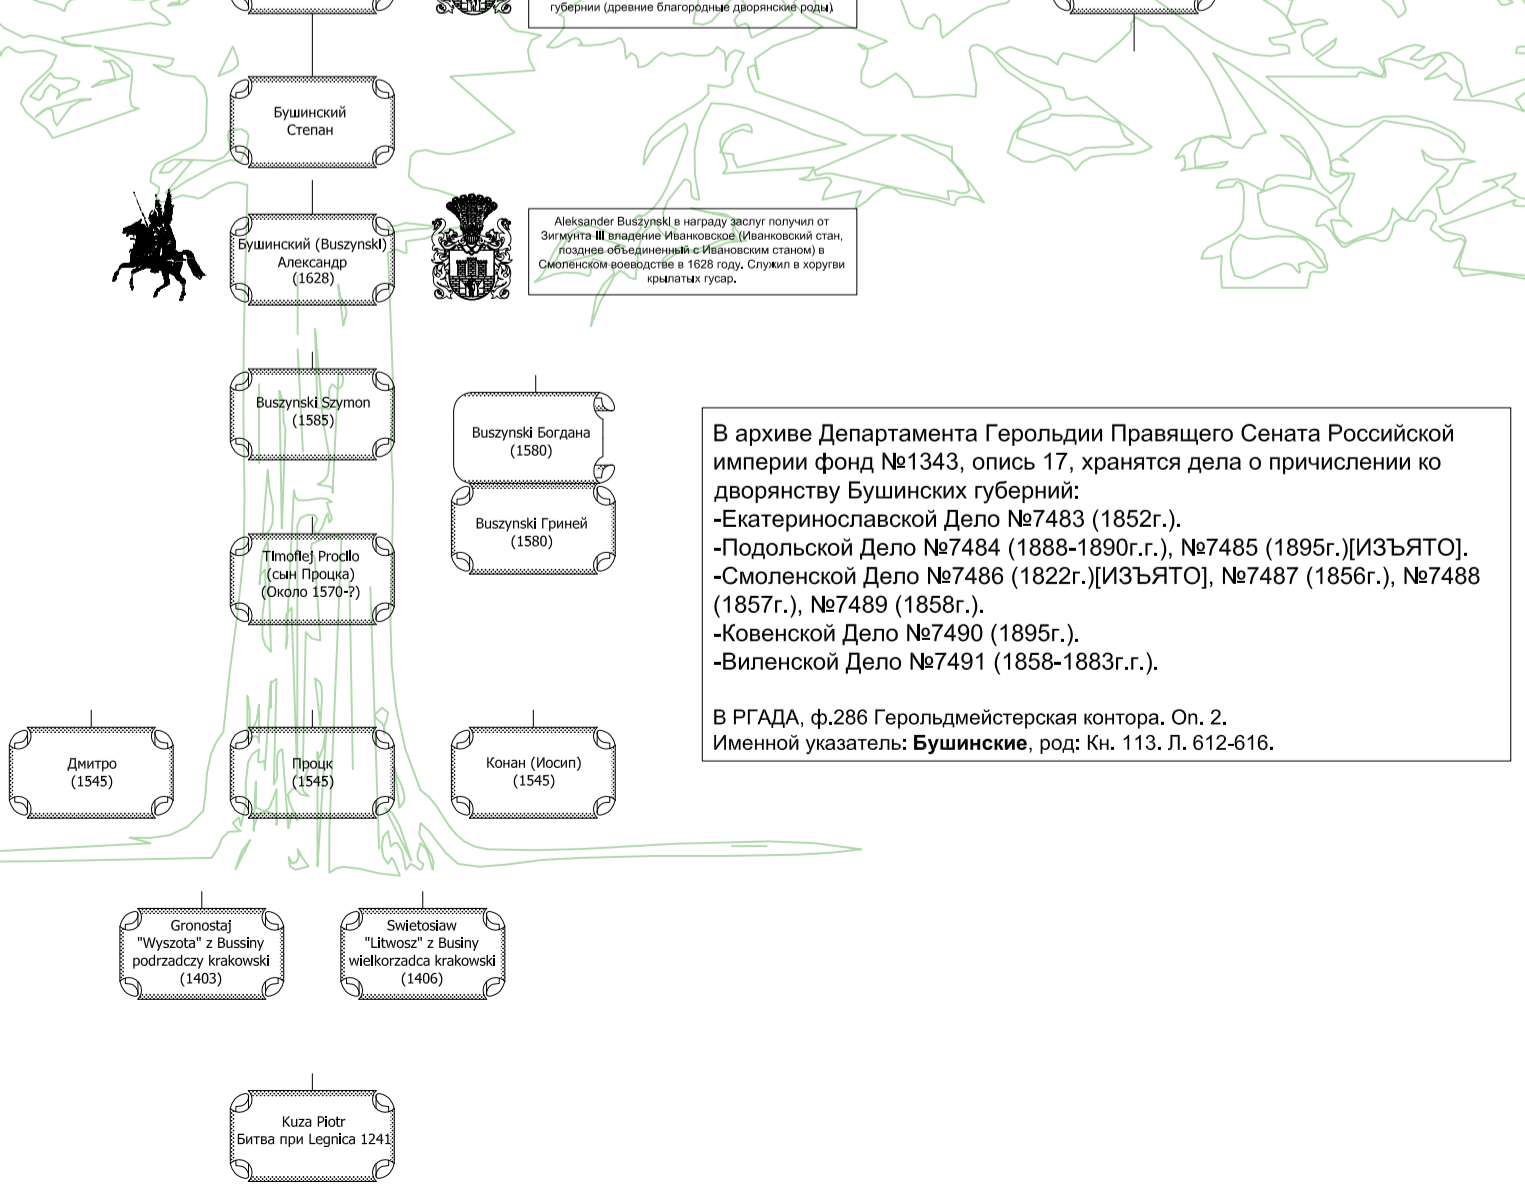 губернии (древние благородные дворянские роды)
Бушинский
Степан
Бушинский (Buszynski)
Александр
(1628)
Aleksander Buszynski в награду заслуг получил от
Зигмунта III владение Иванковское (Иванковский стан,
позднее объединенный с Ивановским станом) в
Смоленском воеводстве в 1628 году. Служил в хоругви
крылатых гусар.
Buszynski Szymon
(1585)
Buszynski Богдана
(1580)
Buszynski Гриней
(1580)
Timofiej Procilo
(сын Процка)
(Около 1570-?)
В архиве Департамента Герольдии Правящего Сената Российской
империи фонд №1343, опись 17, хранятся дела о причислении ко
дворянству Бушинских губерний:
-Екатеринославской Дело №7483 (1852г.).
-Подольской Дело №7484 (1888-1890г.г.), №7485 (1895г.)[ИЗЪЯТО].
-Смоленской Дело №7486 (1822г.)[ИЗЪЯТО], №7487 (1856г.), №7488
(1857г.), №7489 (1858г.).
-Ковенской Дело №7490 (1895г.).
-Виленской Дело №7491 (1858-1883г.г.).
В РГАДА, ф.286 Герольдмейстерская контора. Оп. 2.
Именной указатель: Бушинские, род: Кн. 113. Л. 612-616.
Дмитро
(1545)
Процк
(1545)
Конан (Иосип)
(1545)
Gronostaj
"Wyszota" z Bussiny
podrzadczy krakowski
(1403)
Swietosiaw
"Litwosz" z Businy
wielkorzadca krakowski
(1406)
Kuza Piotr
Битва при Legnica 1241